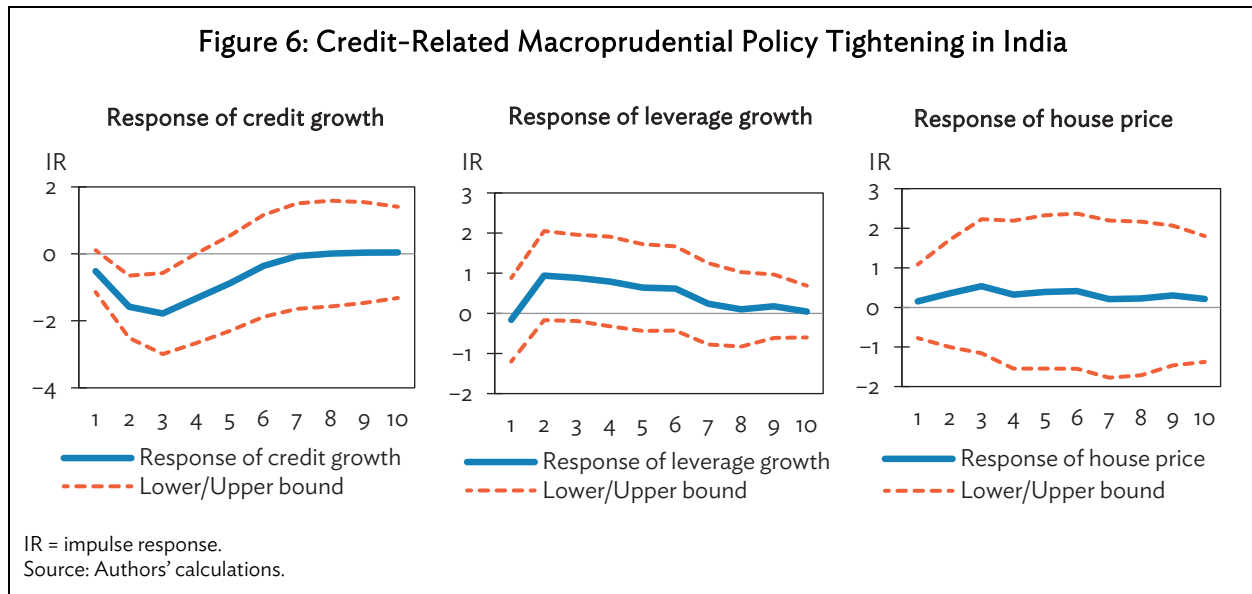 Figure 6: Credit-Related Macroprudential Policy Tightening in India
Response of credit growth
IR
2
0
−2
−4
1 2 3 4 5 6 7 8 9 10
Response of credit growth
Lower/Upper bound
Response of leverage growth
IR
3
2
1
0
−1
−2
1 2 3 4 5 6 7 8 9 10
Response of leverage growth
Lower/Upper bound
Response of house price
IR
3
2
1
0
−1
−2
1 2 3 4 5 6 7 8 9 10
Response of house price
Lower/Upper bound
IR = impulse response.
Source: Authors’ calculations.